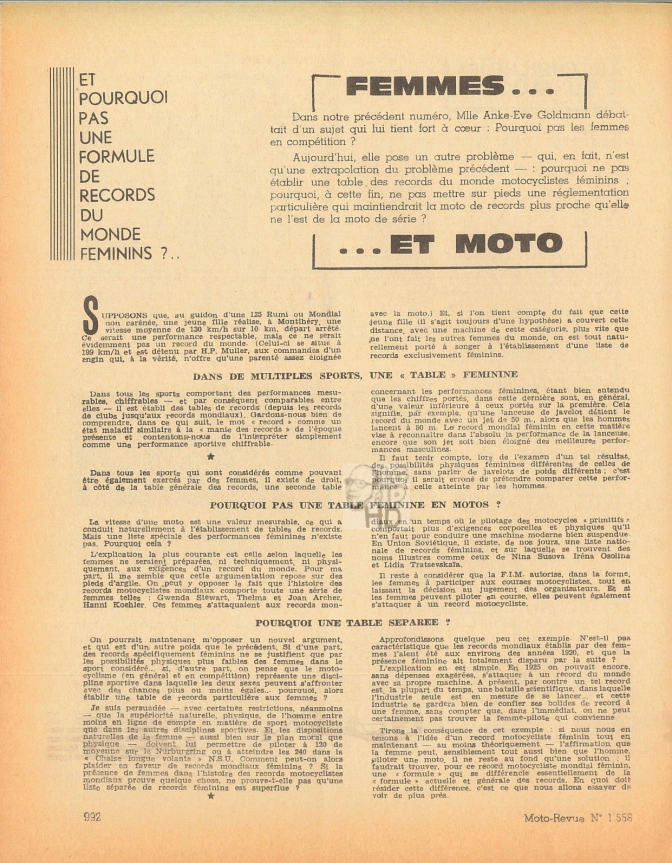 ET
POURQUOI
PAS
UNE
FORMULE
DE
RECORDS
DU
MONDE
FEMININS ?..
FEMMES...
Dans notre précédent numéro, Mlle Anke-Eve Goldmann débat-
tait d'un sujet qui lui tient fort à cœur : Pourquoi pas les femmes
en compétition ?
Aujourd'hui, elle pose un autre problème — qui, en fait, n'est
qu'une extrapolation du problème précédent — : pourquoi ne pas
établir une table des records du monde motocyclistes féminins ;
pourquoi, à cette fin, ne pas mettre sur pieds une réglementation
particulière qui maintiendrait la moto de records plus proche qu'elle
ne l'est de la moto de série ?
...ET MOTO
SUPPOSONS que, au guidon d'une 125 Rumi ou Mondial
non carénée, une jeune fille réalise, à Montlhéry, une
vitesse moyenne de 130 km/h sur 10 km, départ arrêté.
Ce serait une performance respectable, mais ce ne serait
évidemment pas un record du monde. (Celui-ci se situe à
199 km/h et est détenu par H.P. Muller, aux commandes d'un
engin qui, à la vérité, n'offre qu'une parenté assez éloignée
avec la moto.) Et, si l'on tient compte du fait que cette
jeune fille (il s'agit toujours d'une hypothèse) a couvert cette
distance, avec une machine de cette catégorie, plus vite que
ne l'ont fait les autres femmes du monde, on est tout natu-
rellement porté à songer à l'établissement d'une liste de
records exclusivement féminins.
DANS DE MULTIPLES SPORTS, UNE « TABLE » FEMININE
Dans tous les sports comportant des performances mesu-
rables, chiffrables — et par conséquent comparables entre
elles — il est établi des tables de records (depuis les records
de clubs jusqu'aux records mondiaux). Gardons-nous bien de
comprendre, dans ce qui suit, le mot « record » comme un
état maladif similaire à la « manie des records » de l'époque
présente et contentons-nous de l'interpréter simplement
comme une performance sportive chiffrable.
★
Dans tous les sports qui sont considérés comme pouvant
être également exercés par des femmes, il existe de droit,
à côté de la table générale des records, une seconde table
concernant les performances féminines, étant bien entendu
que les chiffres portés, dans cette dernière sont, en général,
d'une valeur inférieure à ceux portés sur la première. Cela
signifie, par exemple, qu'une lanceuse de javelot détient le
record du monde avec un jet de 50 m., alors que les hommes
lancent à 80 m. Le record mondial féminin en cette matière
vise à reconnaître dans l'absolu la performance de la lanceuse,
encore que son jet soit bien éloigné des meilleures perfor-
mances masculines.
Il faut tenir compte, lors de l'examen d'un tel résultat,
des possibilités physiques féminines différentes de celles de
l'homme, sans parler de javelots de poids différents ; c'est
pourquoi il serait erroné de prétendre comparer cette perfor-
mance à celle atteinte par les hommes.
POURQUOI PAS UNE TABLE FEMININE EN MOTOS ?
La vitesse d'une moto est une valeur mesurable, ce qui a
conduit naturellement à l'établissement de tables de records.
Mais une liste spéciale des performances féminines n'existe
pas. Pourquoi cela ?
L'explication la plus courante est celle selon laquelle les
femmes ne seraient préparées, ni techniquement, ni physi-
quement, aux exigences d'un record du monde. Pour ma
part, il me semble que cette argumentation repose sur des
pieds d'argile. On peut y opposer le fait que l'histoire des
records motocyclistes mondiaux comporte toute une série de
femmes telles : Gwenda Stewart, Thelma et Joan Archer,
Hanni Koehler. Ces femmes s'attaquaient aux records mon-
en un temps où le pilotage des motocycles « primitifs »
comportait plus d'exigences corporelles et physiques qu'il
n'en faut pour conduire une machine moderne bien suspendue.
En Union Soviétique, il existe, de nos jours, une liste natio-
nale de records féminins, et sur laquelle se trouvent des
noms illustres comme ceux de Nina Susova Iréna Osolina
et Lidia Tratsevskaïa.
Il reste à considérer que la F.I.M. autorise, dans la forme,
les femmes à participer aux courses motocyclistes, tout en
laissant la décision au jugement des organisateurs. Et si
les femmes peuvent piloter en course, elles peuvent également
s'attaquer à un record motocycliste.
POURQUOI UNE TABLE SEPAREE ?
On pourrait maintenant m'opposer un nouvel argument,
et qui est d'un autre poids que le précédent. Si d'une part,
des records spécifiquement féminins ne se justifient que par
les possibilités physiques plus faibles des femmes dans le
sport considéré... si, d'autre part, on pense que le moto-
cyclisme (en général et en compétition) représente une disci-
pline sportive dans laquelle les deux sexes peuvent s'affronter
avec des chances plus ou moins égales... pourquoi, alors
établir une table de records particulière aux femmes ?
Je suis persuadée — avec certaines restrictions, néanmoins
— que la supériorité naturelle, physique, de l'homme entre
moins en ligne de compte en matière de sport motocycliste
que dans les autres disciplines sportives. Et les dispositions
naturelles de la femme — aussi bien sur le plan moral que
physique — doivent lui permettre de piloter à 120 de
moyenne sur le Nurburgring ou à atteindre les 240 dans la
« Chaise longue volante » N.S.U. Comment peut-on alors
plaider en faveur de records mondiaux féminins ? Si la
présence de femmes dans l'histoire des records motocyclistes
mondiaux prouve quelque chose, ne prouve-t-elle pas qu'une
liste séparée de records féminins est superflue ?
★
Approfondissons quelque peu cet exemple. N'est-il pas
caractéristique que les records mondiaux établis par des fem-
mes l'aient été aux environs des années 1920, et que leur
présence féminine ait totalement disparu par la suite ?
L'explication en est simple. En 1925 on pouvait encore,
sans dépenses exagérées, s'attaquer à un record du monde
avec sa propre machine. A présent, par contre un tel record
est, la plupart du temps, une bataille scientifique, dans laquelle
l'industrie seule est en mesure de se lancer ; et cette
industrie se gardera bien de confier ses bolides de record à
une femme, sans compter que, dans l'immédiat, on ne peut
certainement pas trouver la femme-pilote qui convienne.
Tirons la conséquence de cet exemple : si nous nous en
tenons à l'idée d'un record motocycliste féminin tout en
maintenant — au moins théoriquement — l'affirmation que
la femme peut, sensiblement tout aussi bien que l'homme,
piloter une moto, il ne reste au fond qu'une solution : il
faudrait trouver, pour ce record motocycliste mondial féminin,
une « formule » qui se différencie essentiellement de la
« formule » actuelle et générale des records. En quoi doit
résider cette différence, c'est ce que nous allons essayer de
voir de plus près.
992
Moto-Revue N° 1.556